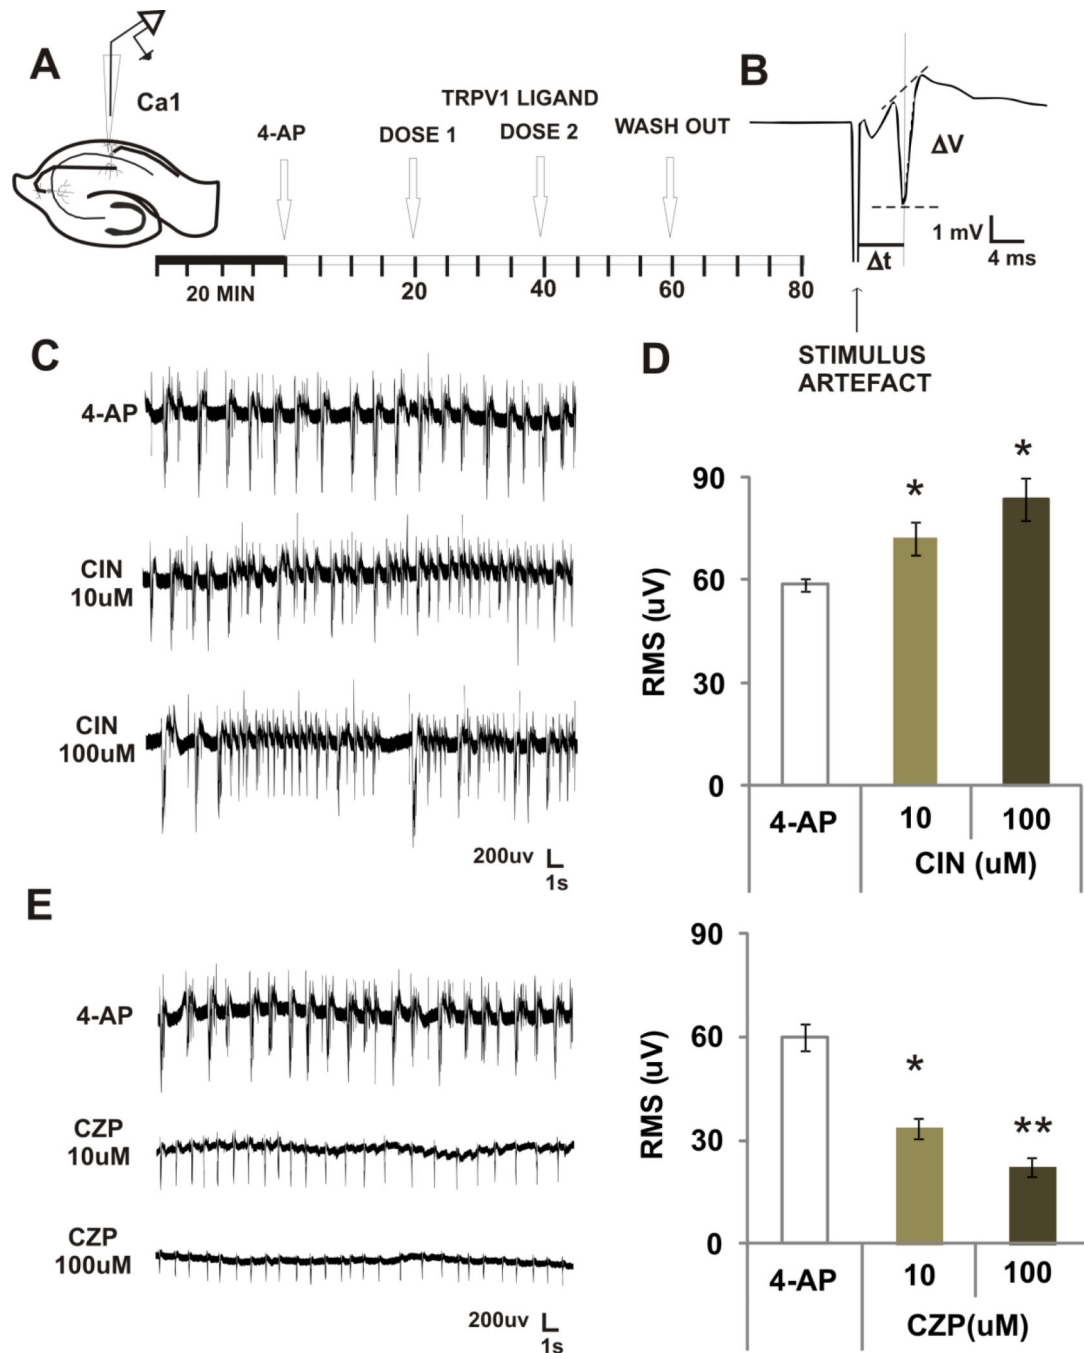 A
Ca1
4-AP
TRPV1 LIGAND
DOSE 1
DOSE 2
WASH OUT
20 MIN
20
40
60
80
B
ΔV
Δt
1 mV
4 ms
STIMULUS
ARTEFACT
C
4-AP
CIN
10uM
CIN
100uM
200uv
1s
D
*
*
90
60
30
0
RMS (uV)
4-AP
10
100
CIN (uM)
E
4-AP
CZP
10uM
CZP
100uM
200uv
1s
90
60
30
0
RMS (uV)
*
**
4-AP
10
100
CZP(uM)